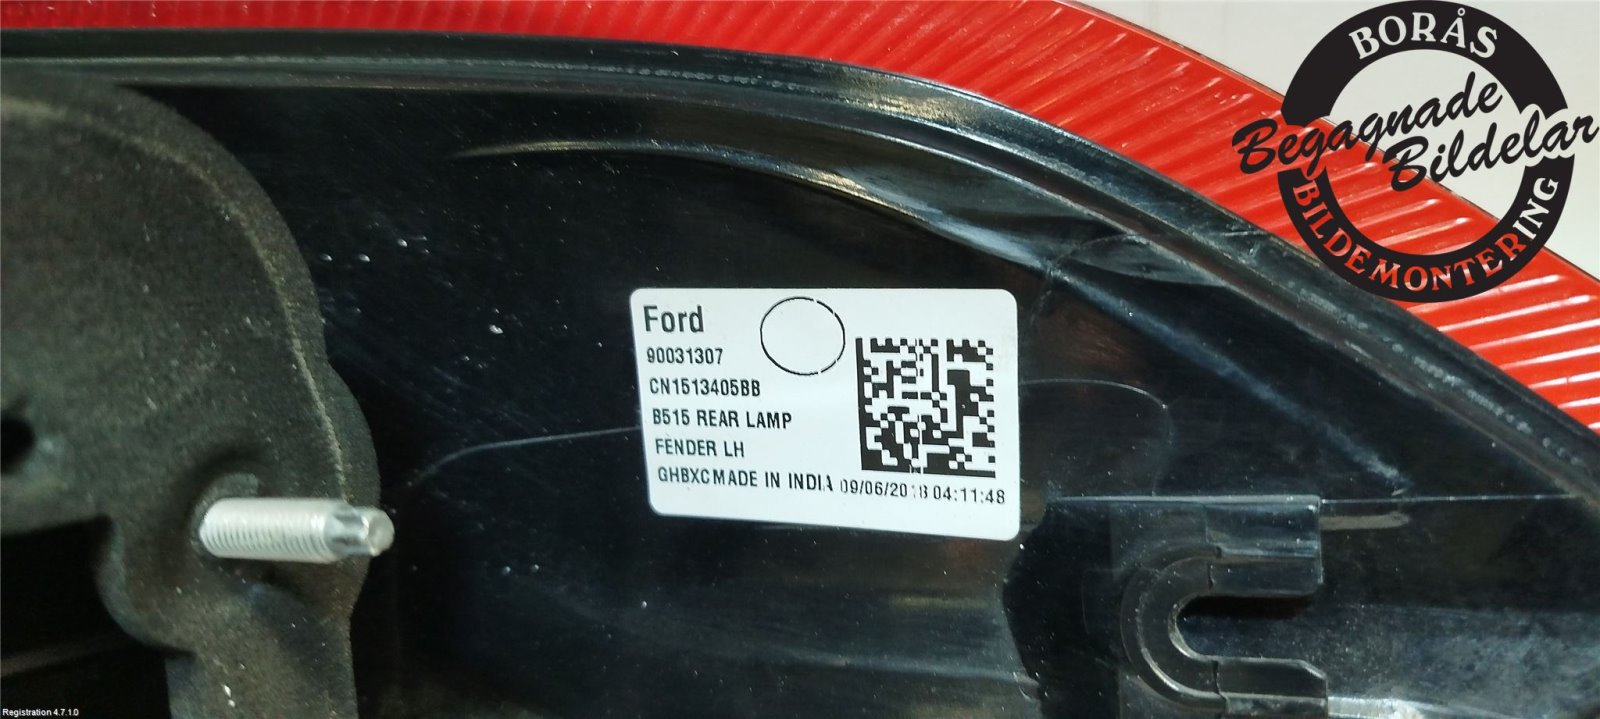 BORÅS
Begagnade
Bildelar
BILDEMONTERING
Ford
90031307
CN1513405BB
B515 REAR LAMP
FENDER LH
GHBXCMADE IN INDIA 09/06/2018 04:11:48
Registration 4.7.1.0